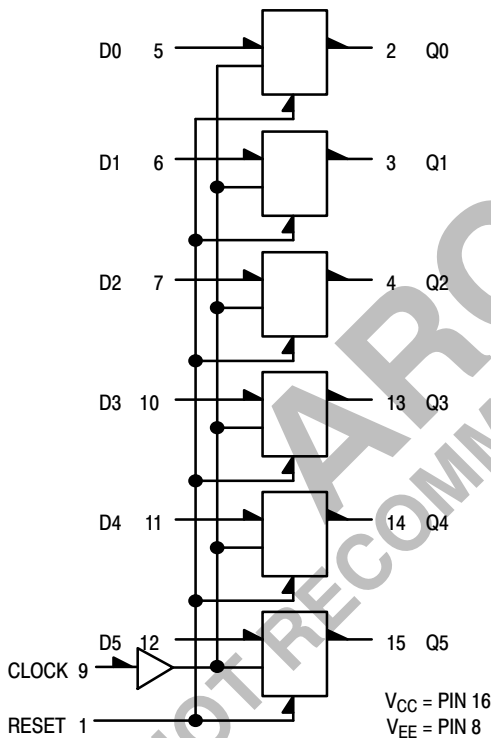 D0 5 2 Q0
D1 6 3 Q1
D2 7 4 Q2
D3 10 13 Q3
D4 11 14 Q4
D5 12 15 Q5
CLOCK 9
RESET 1
VCC = PIN 16
VEE = PIN 8